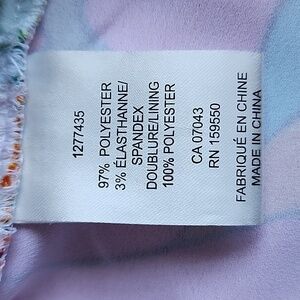 1277435
97% POLYESTER
3% ÉLASTHANNE/
SPANDEX
DOUBLURE/LINING
100% POLYESTER
CA 07043
RN 159550
FABRIQUÉ EN CHINE
MADE IN CHINA